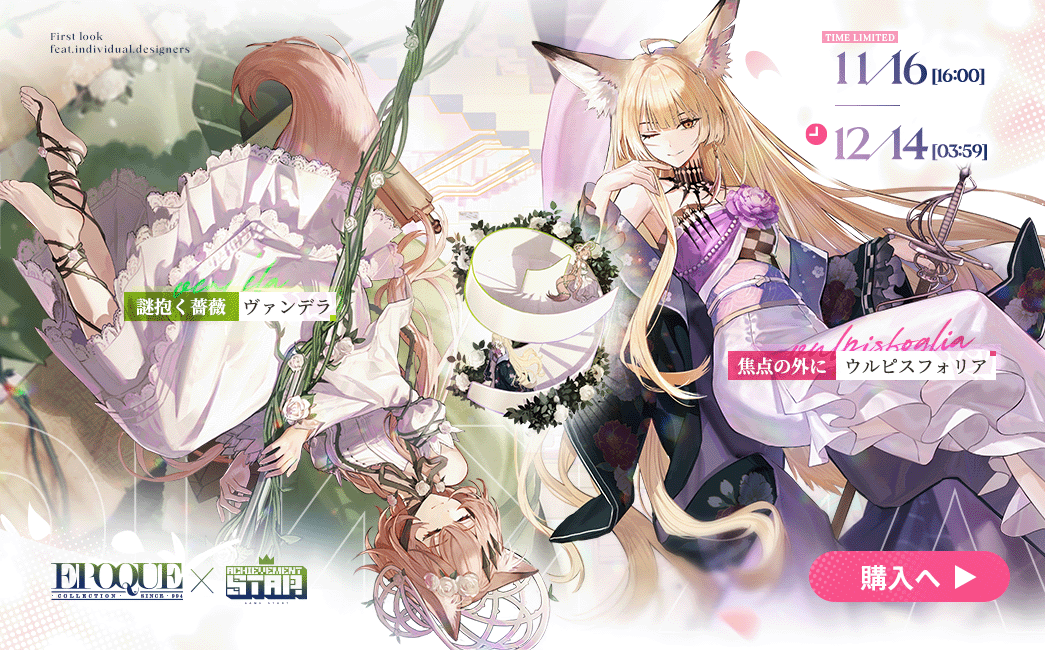 First look
feat.individual.designers
TIME LIMITED
11/16 [16:00]
12/14 [03:59]
謎抱く薔薇 ヴァンデラ
焦点の外に ウルピスフォリア
EPOQUE
COLLECTION · SINCE · 894
×
ACHIEVEMENT
STAR
GAME STORY
購入へ ▶